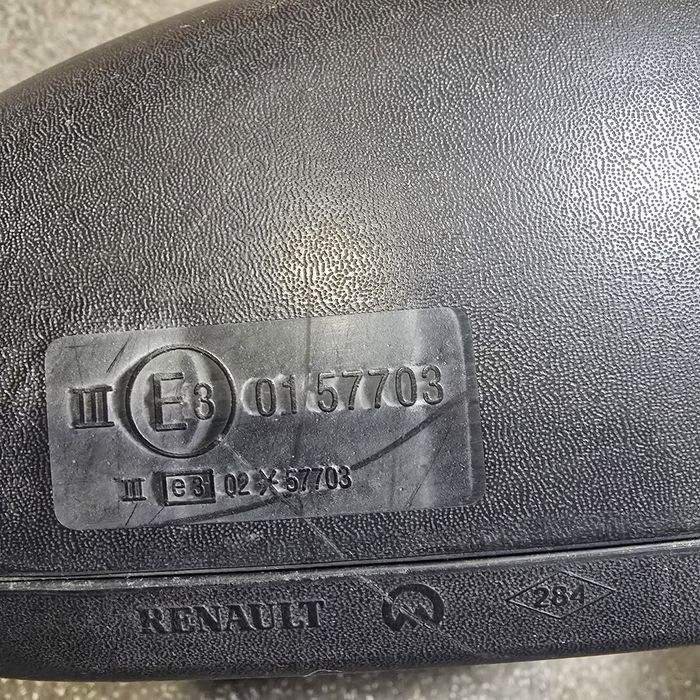 III E3 01 57703
III e3 02 X 57703
RENAULT 284